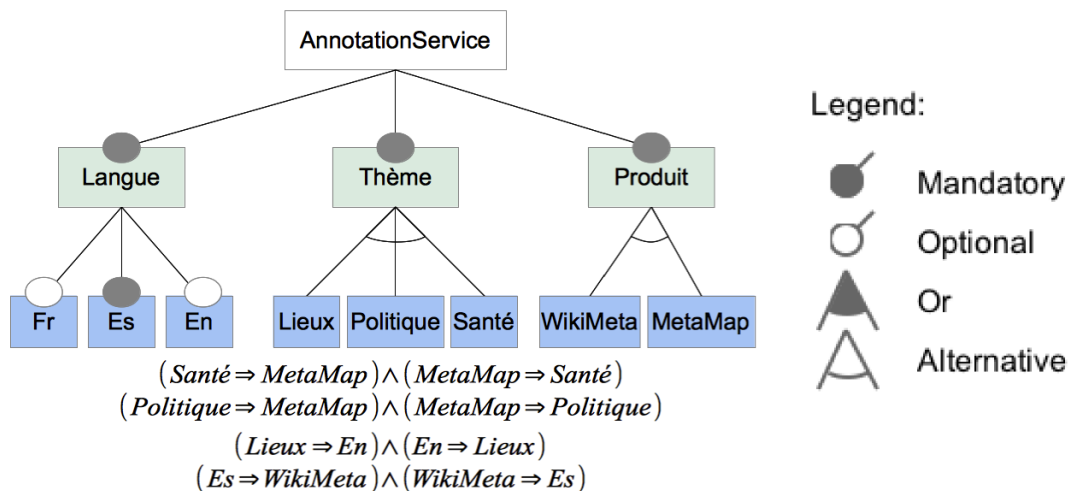 AnnotationService
Legend:
Langue Thème Produit
Mandatory
Optional
Fr Es En Lieux Politique Santé WikiMeta MetaMap
Or
Alternative
(Santé ⇒ MetaMap) ∧ (MetaMap ⇒ Santé)
(Politique ⇒ MetaMap) ∧ (MetaMap ⇒ Politique)
(Lieux ⇒ En) ∧ (En ⇒ Lieux)
(Es ⇒ WikiMeta) ∧ (WikiMeta ⇒ Es)